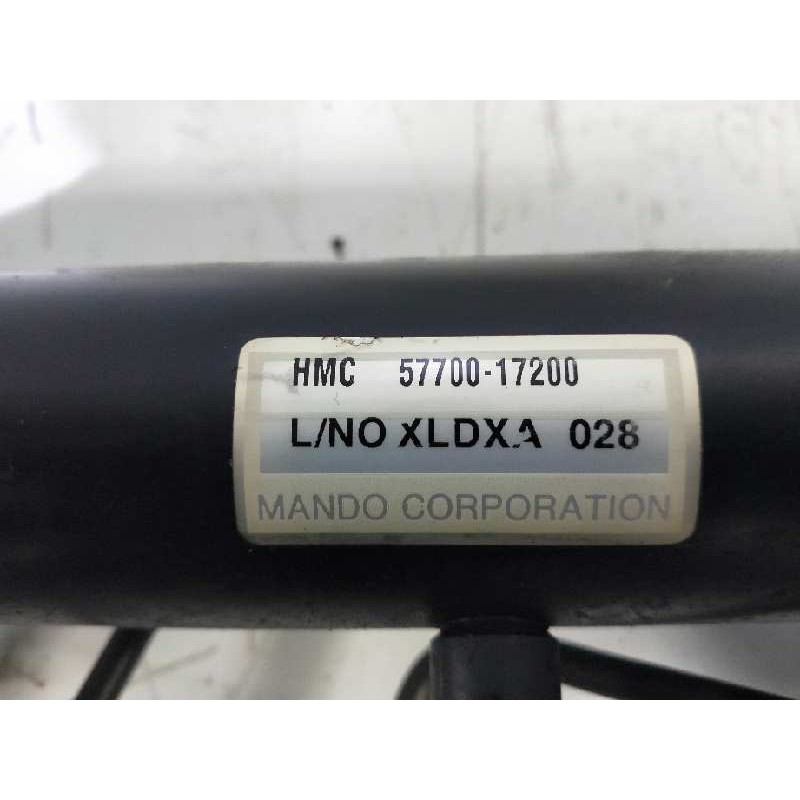 HMC 57700-17200
L/NO XLDXA 028
MANDO CORPORATION